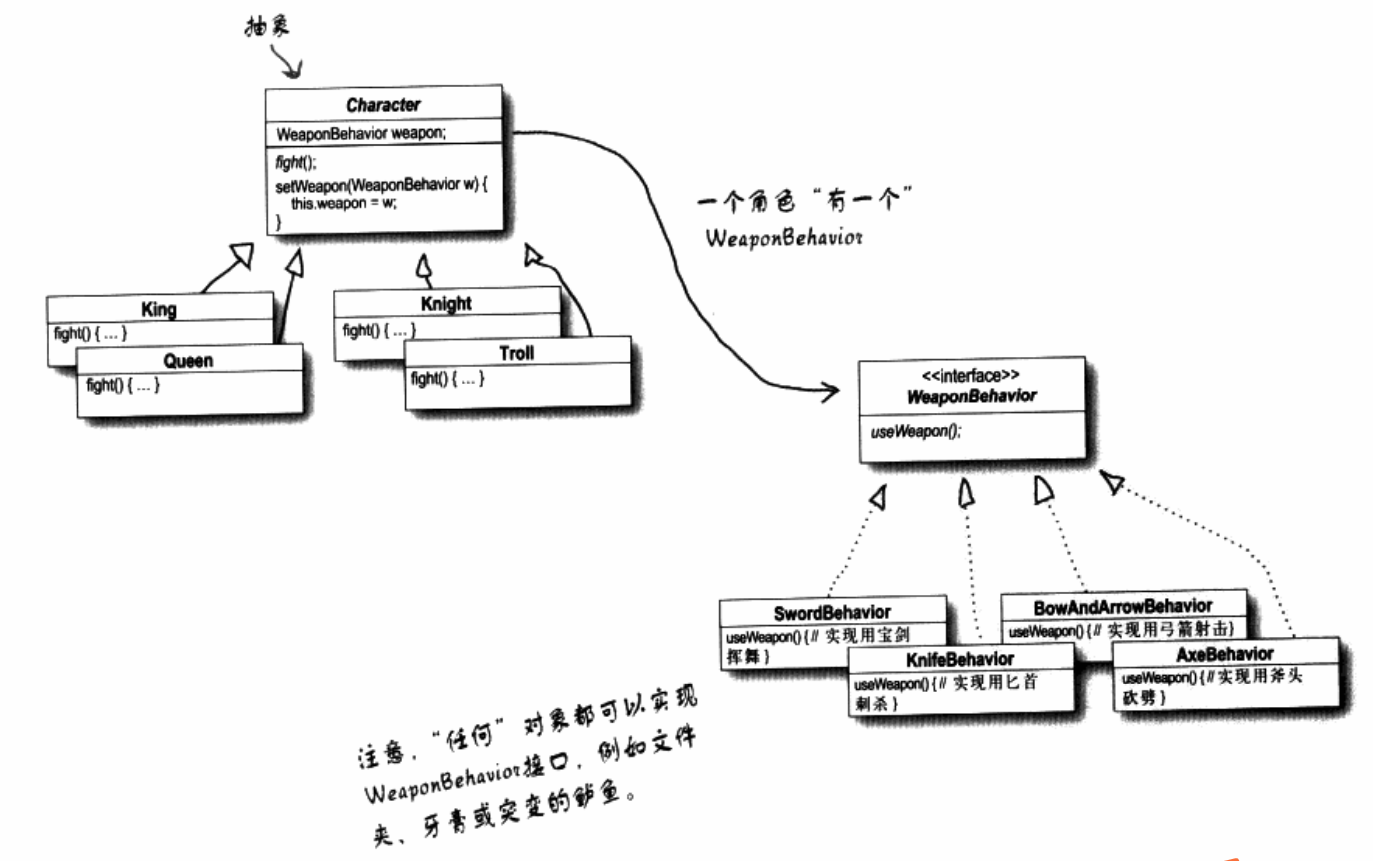 抽象
Character
WeaponBehavior weapon;
fight();
setWeapon(WeaponBehavior w) {
this.weapon = w;
}
一个角色“有一个”
WeaponBehavior
King
fight() { ... }
Queen
fight() { ... }
Knight
fight() { ... }
Troll
fight() { ... }
<<interface>>
WeaponBehavior
useWeapon();
SwordBehavior
useWeapon() { // 实现用宝剑
挥舞 }
KnifeBehavior
useWeapon() { // 实现用匕首
刺杀 }
BowAndArrowBehavior
useWeapon() { // 实现用弓箭射击}
AxeBehavior
useWeapon() { // 实现用斧头
砍劈 }
注意，“任何”对象都可以实现
WeaponBehavior接口，例如文件
夹、牙膏或突变的鲈鱼。